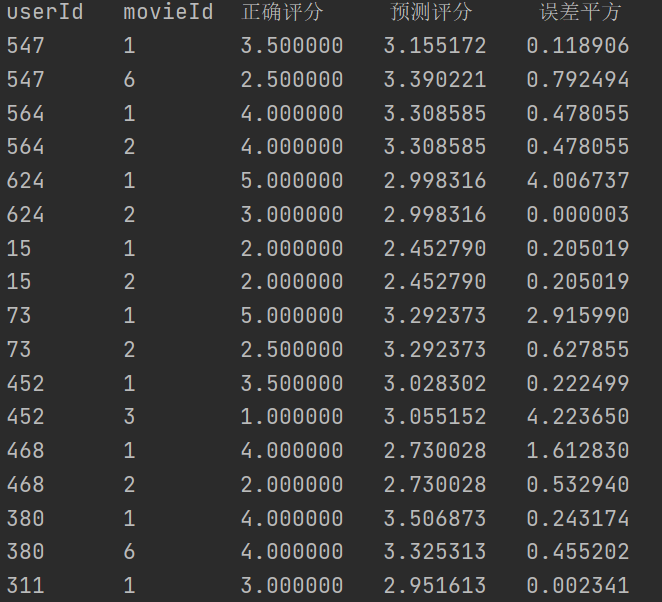 userId movieId 正确评分 预测评分 误差平方
547 1 3.500000 3.155172 0.118906
547 6 2.500000 3.390221 0.792494
564 1 4.000000 3.308585 0.478055
564 2 4.000000 3.308585 0.478055
624 1 5.000000 2.998316 4.006737
624 2 3.000000 2.998316 0.000003
15 1 2.000000 2.452790 0.205019
15 2 2.000000 2.452790 0.205019
73 1 5.000000 3.292373 2.915990
73 2 2.500000 3.292373 0.627855
452 1 3.500000 3.028302 0.222499
452 3 1.000000 3.055152 4.223650
468 1 4.000000 2.730028 1.612830
468 2 2.000000 2.730028 0.532940
380 1 4.000000 3.506873 0.243174
380 6 4.000000 3.325313 0.455202
311 1 3.000000 2.951613 0.002341